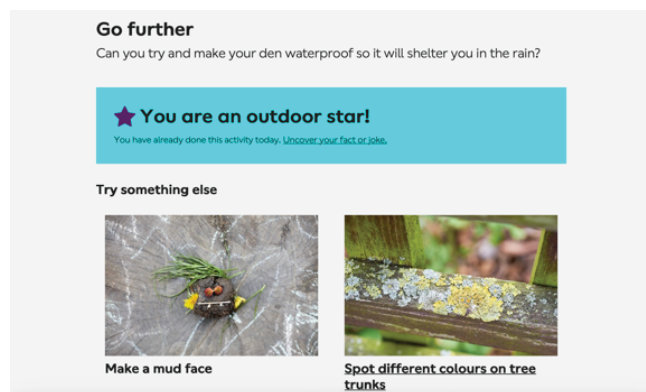 Go further
Can you try and make your den waterproof so it will shelter you in the rain?
You are an outdoor star!
You have already done this activity today. Uncover your fact or joke.
Try something else
Make a mud face
Spot different colours on tree
trunks